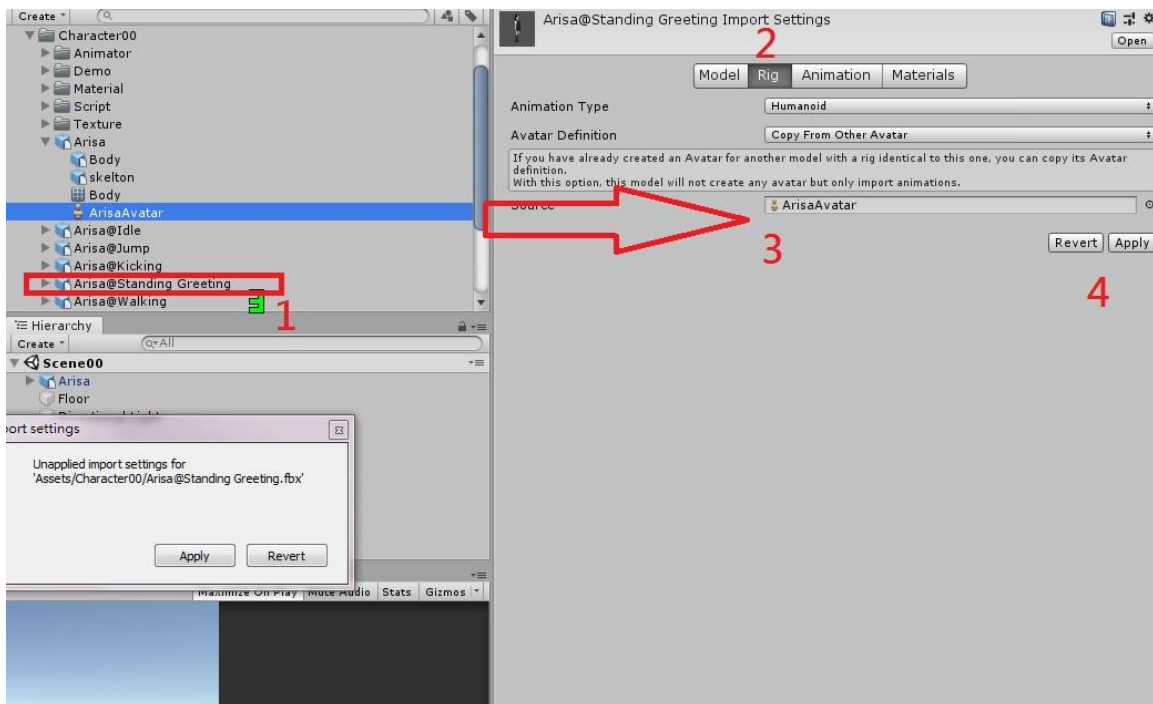 Create
Character00
Animator
Demo
Material
Script
Texture
Arisa
Body
skelton
Body
ArisaAvatar
Arisa@Idle
Arisa@Jump
Arisa@Kicking
Arisa@Standing Greeting
Arisa@Walking
1
Hierarchy
Create
All
Scene00
Arisa
Floor
port settings
Unapplied import settings for
'Assets/Character00/Arisa@Standing Greeting.fbx'
Apply Revert
Maximize On Play Mute Audio Stats Gizmos
Arisa@Standing Greeting Import Settings
Open
2
Model Rig Animation Materials
Animation Type Humanoid
Avatar Definition Copy From Other Avatar
If you have already created an Avatar for another model with a rig identical to this one, you can copy its Avatar
definition.
With this option, this model will not create any avatar but only import animations.
Source ArisaAvatar
3
Revert Apply
4